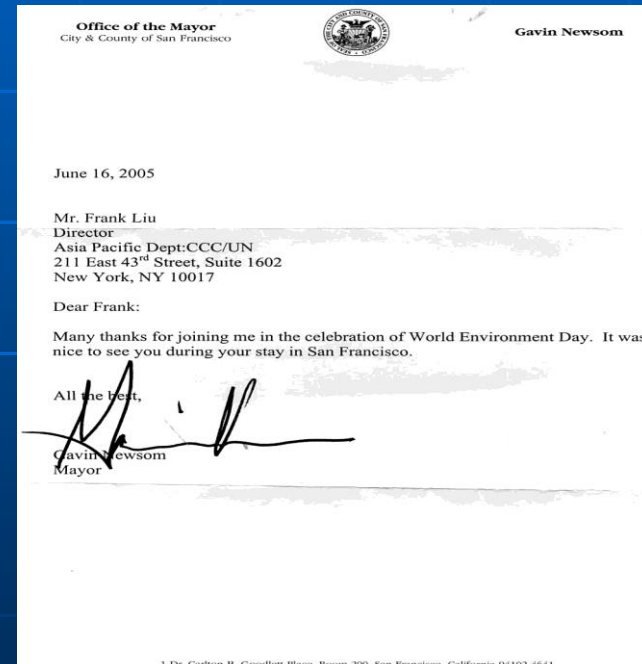 Office of the Mayor
City & County of San Francisco
Gavin Newsom
June 16, 2005
Mr. Frank Liu
Director
Asia Pacific Dept:CCC/UN
211 East 43rd Street, Suite 1602
New York, NY 10017
Dear Frank:
Many thanks for joining me in the celebration of World Environment Day.  It was
nice to see you during your stay in San Francisco.
All the best,
Gavin Newsom
Mayor
1 Dr. Carlton B. Goodlett Place, Room 200, San Francisco, California 94102-4641